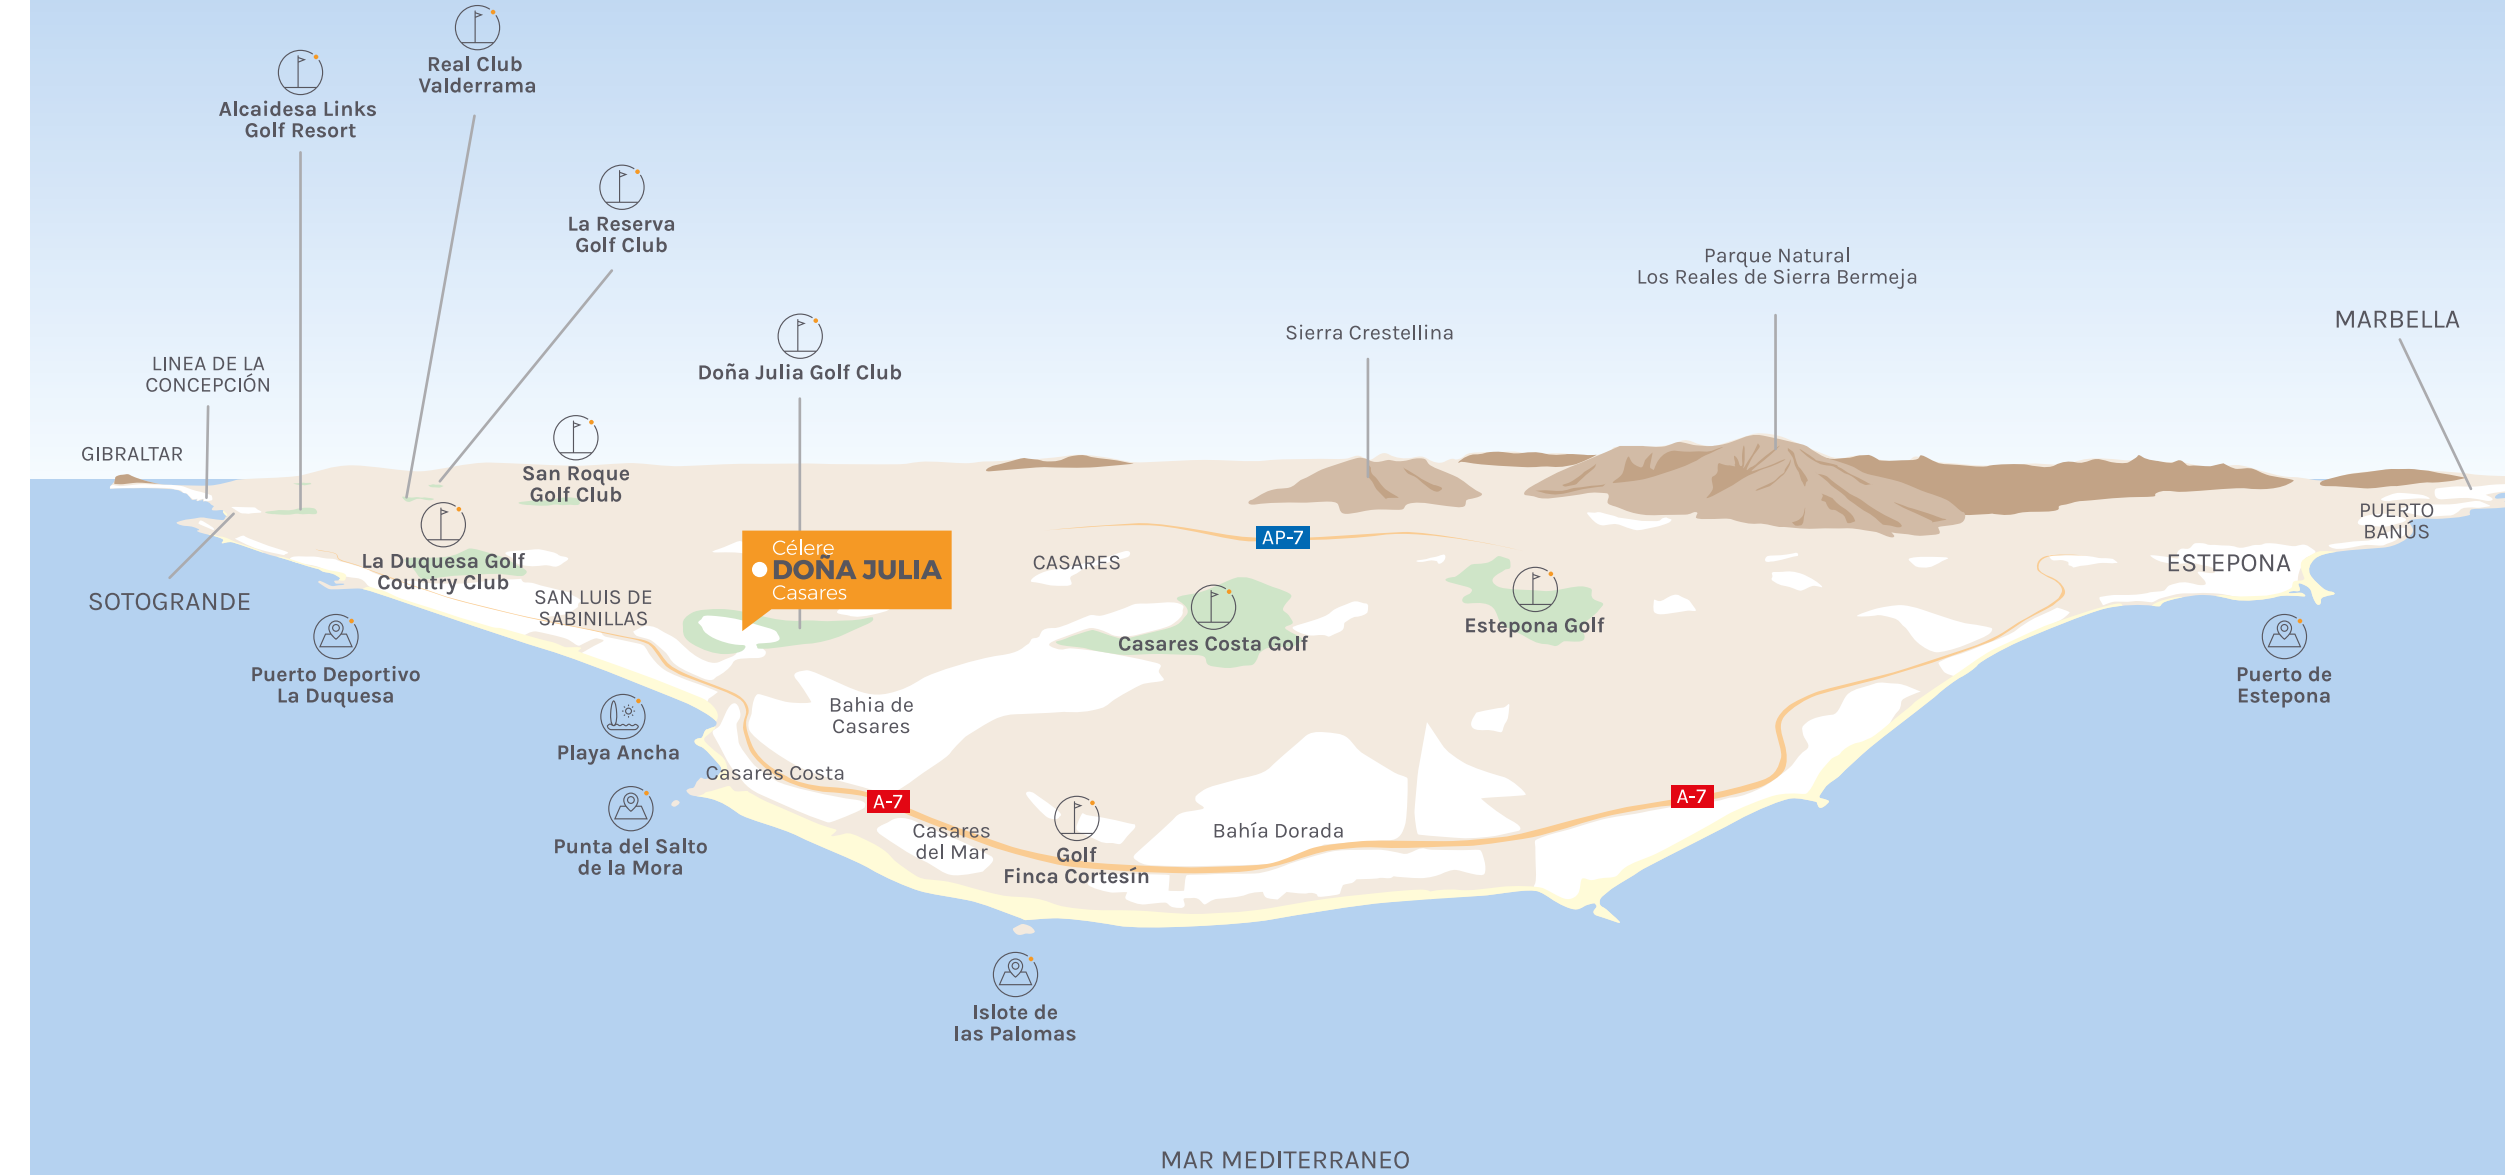 Real Club
Valderrama
Alcaidesa Links
Golf Resort
La Reserva
Golf Club
Parque Natural
Los Reales de Sierra Bermeja
MARBELLA
Sierra Crestellina
Doña Julia Golf Club
LINEA DE LA
CONCEPCIÓN
GIBRALTAR
San Roque
Golf Club
PUERTO
BANÚS
AP-7
Célere
DOÑA JULIA
Casares
CASARES
ESTEPONA
La Duquesa Golf
Country Club
SOTOGRANDE
SAN LUIS DE
SABINILLAS
Estepona Golf
Casares Costa Golf
Puerto Deportivo
La Duquesa
Puerto de
Estepona
Bahia de
Casares
Playa Ancha
Casares Costa
A-7
A-7
Casares
del Mar
Bahía Dorada
Punta del Salto
de la Mora
Golf
Finca Cortesín
Islote de
las Palomas
MAR MEDITERRANEO